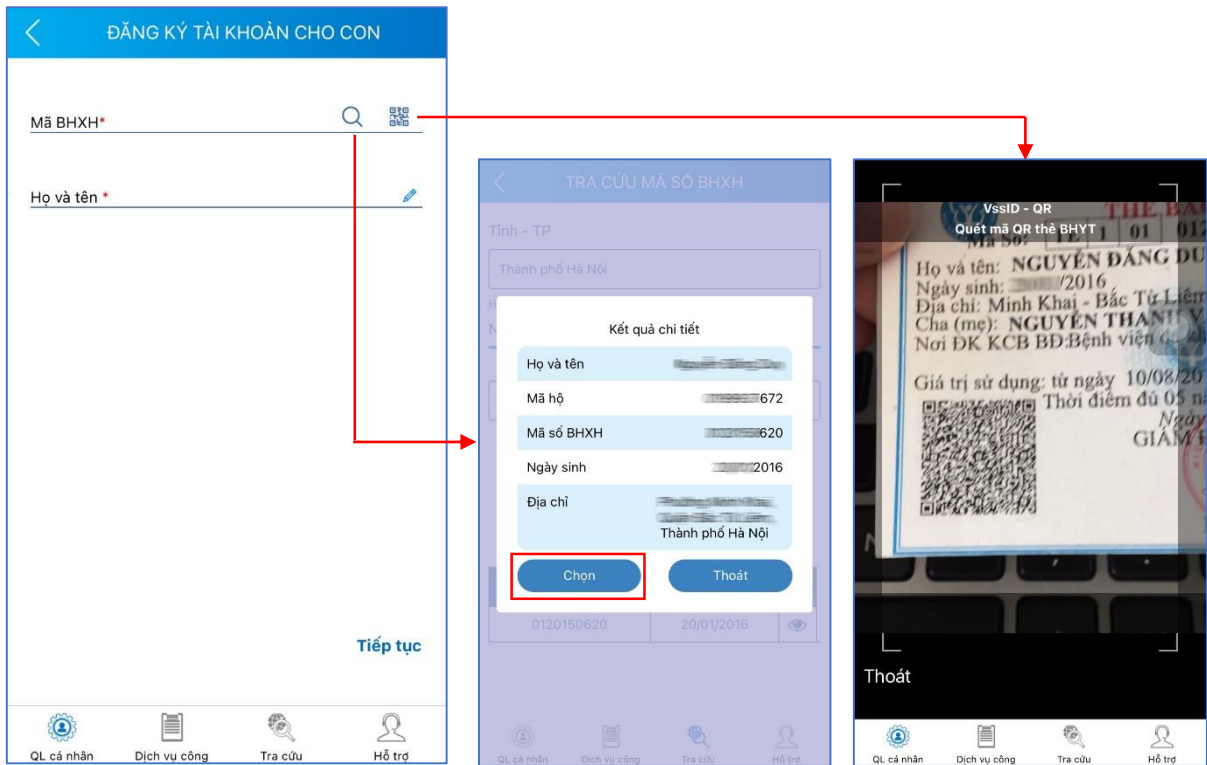 ĐĂNG KÝ TÀI KHOẢN CHO CON
Mã BHXH*
Họ và tên *
Tiếp tục
QL cá nhân Dịch vụ công Tra cứu Hỗ trợ
TRA CỨU MÃ SỐ BHXH
Tỉnh - TP
Thành phố Hà Nội
Kết quả chi tiết
Họ và tên
Mã hộ 672
Mã số BHXH 620
Ngày sinh 2016
Địa chỉ
Thành phố Hà Nội
Chọn Thoát
0120150620 20/01/2016
QL cá nhân Dịch vụ công Tra cứu Hỗ trợ
VssID - QR
Quét mã QR thẻ BHYT
Mã Số: TE 1 01 012
Họ và tên: NGUYỄN ĐĂNG DU
Ngày sinh: /2016
Địa chỉ: Minh Khai - Bắc Từ Liêm
Cha (mẹ): NGUYỄN THANH V
Nơi ĐK KCB BĐ:Bệnh viện
Giá trị sử dụng: từ ngày 10/08/20
Thời điểm đủ 05 n
Ngày
GIÁM
Thoát
QL cá nhân Dịch vụ công Tra cứu Hỗ trợ